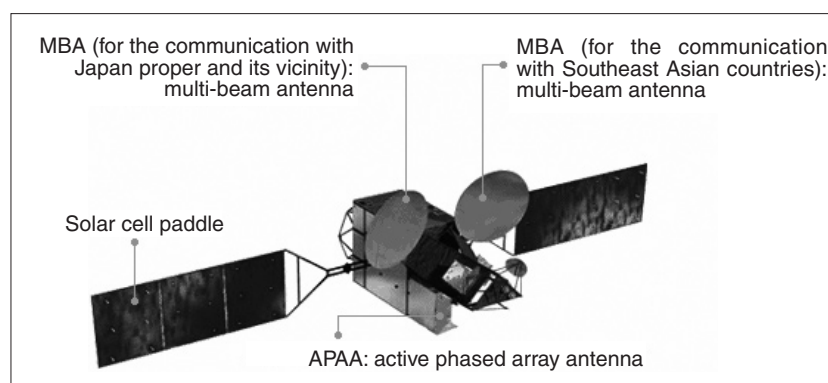 MBA (for the communication with
Japan proper and its vicinity):
multi-beam antenna
MBA (for the communication
with Southeast Asian countries):
multi-beam antenna
Solar cell paddle
APAA: active phased array antenna